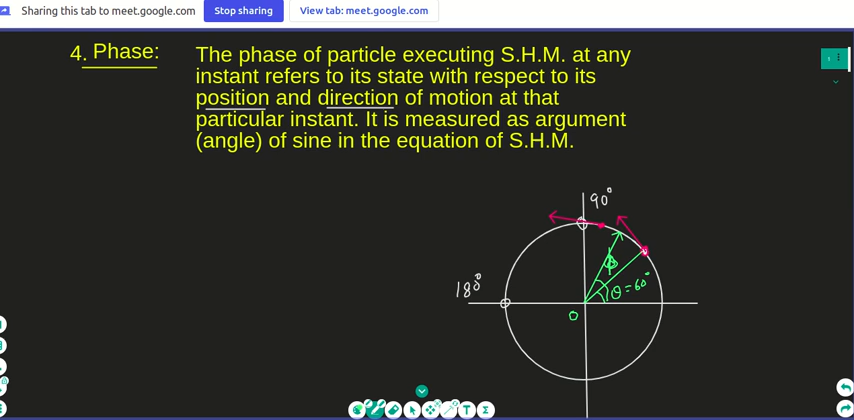 Sharing this tab to meet.google.com Stop sharing View tab: meet.google.com
4. Phase: The phase of particle executing S.H.M. at any
instant refers to its state with respect to its
position and direction of motion at that
particular instant. It is measured as argument
(angle) of sine in the equation of S.H.M.
90°
180°
θ = 60°
O
T Σ